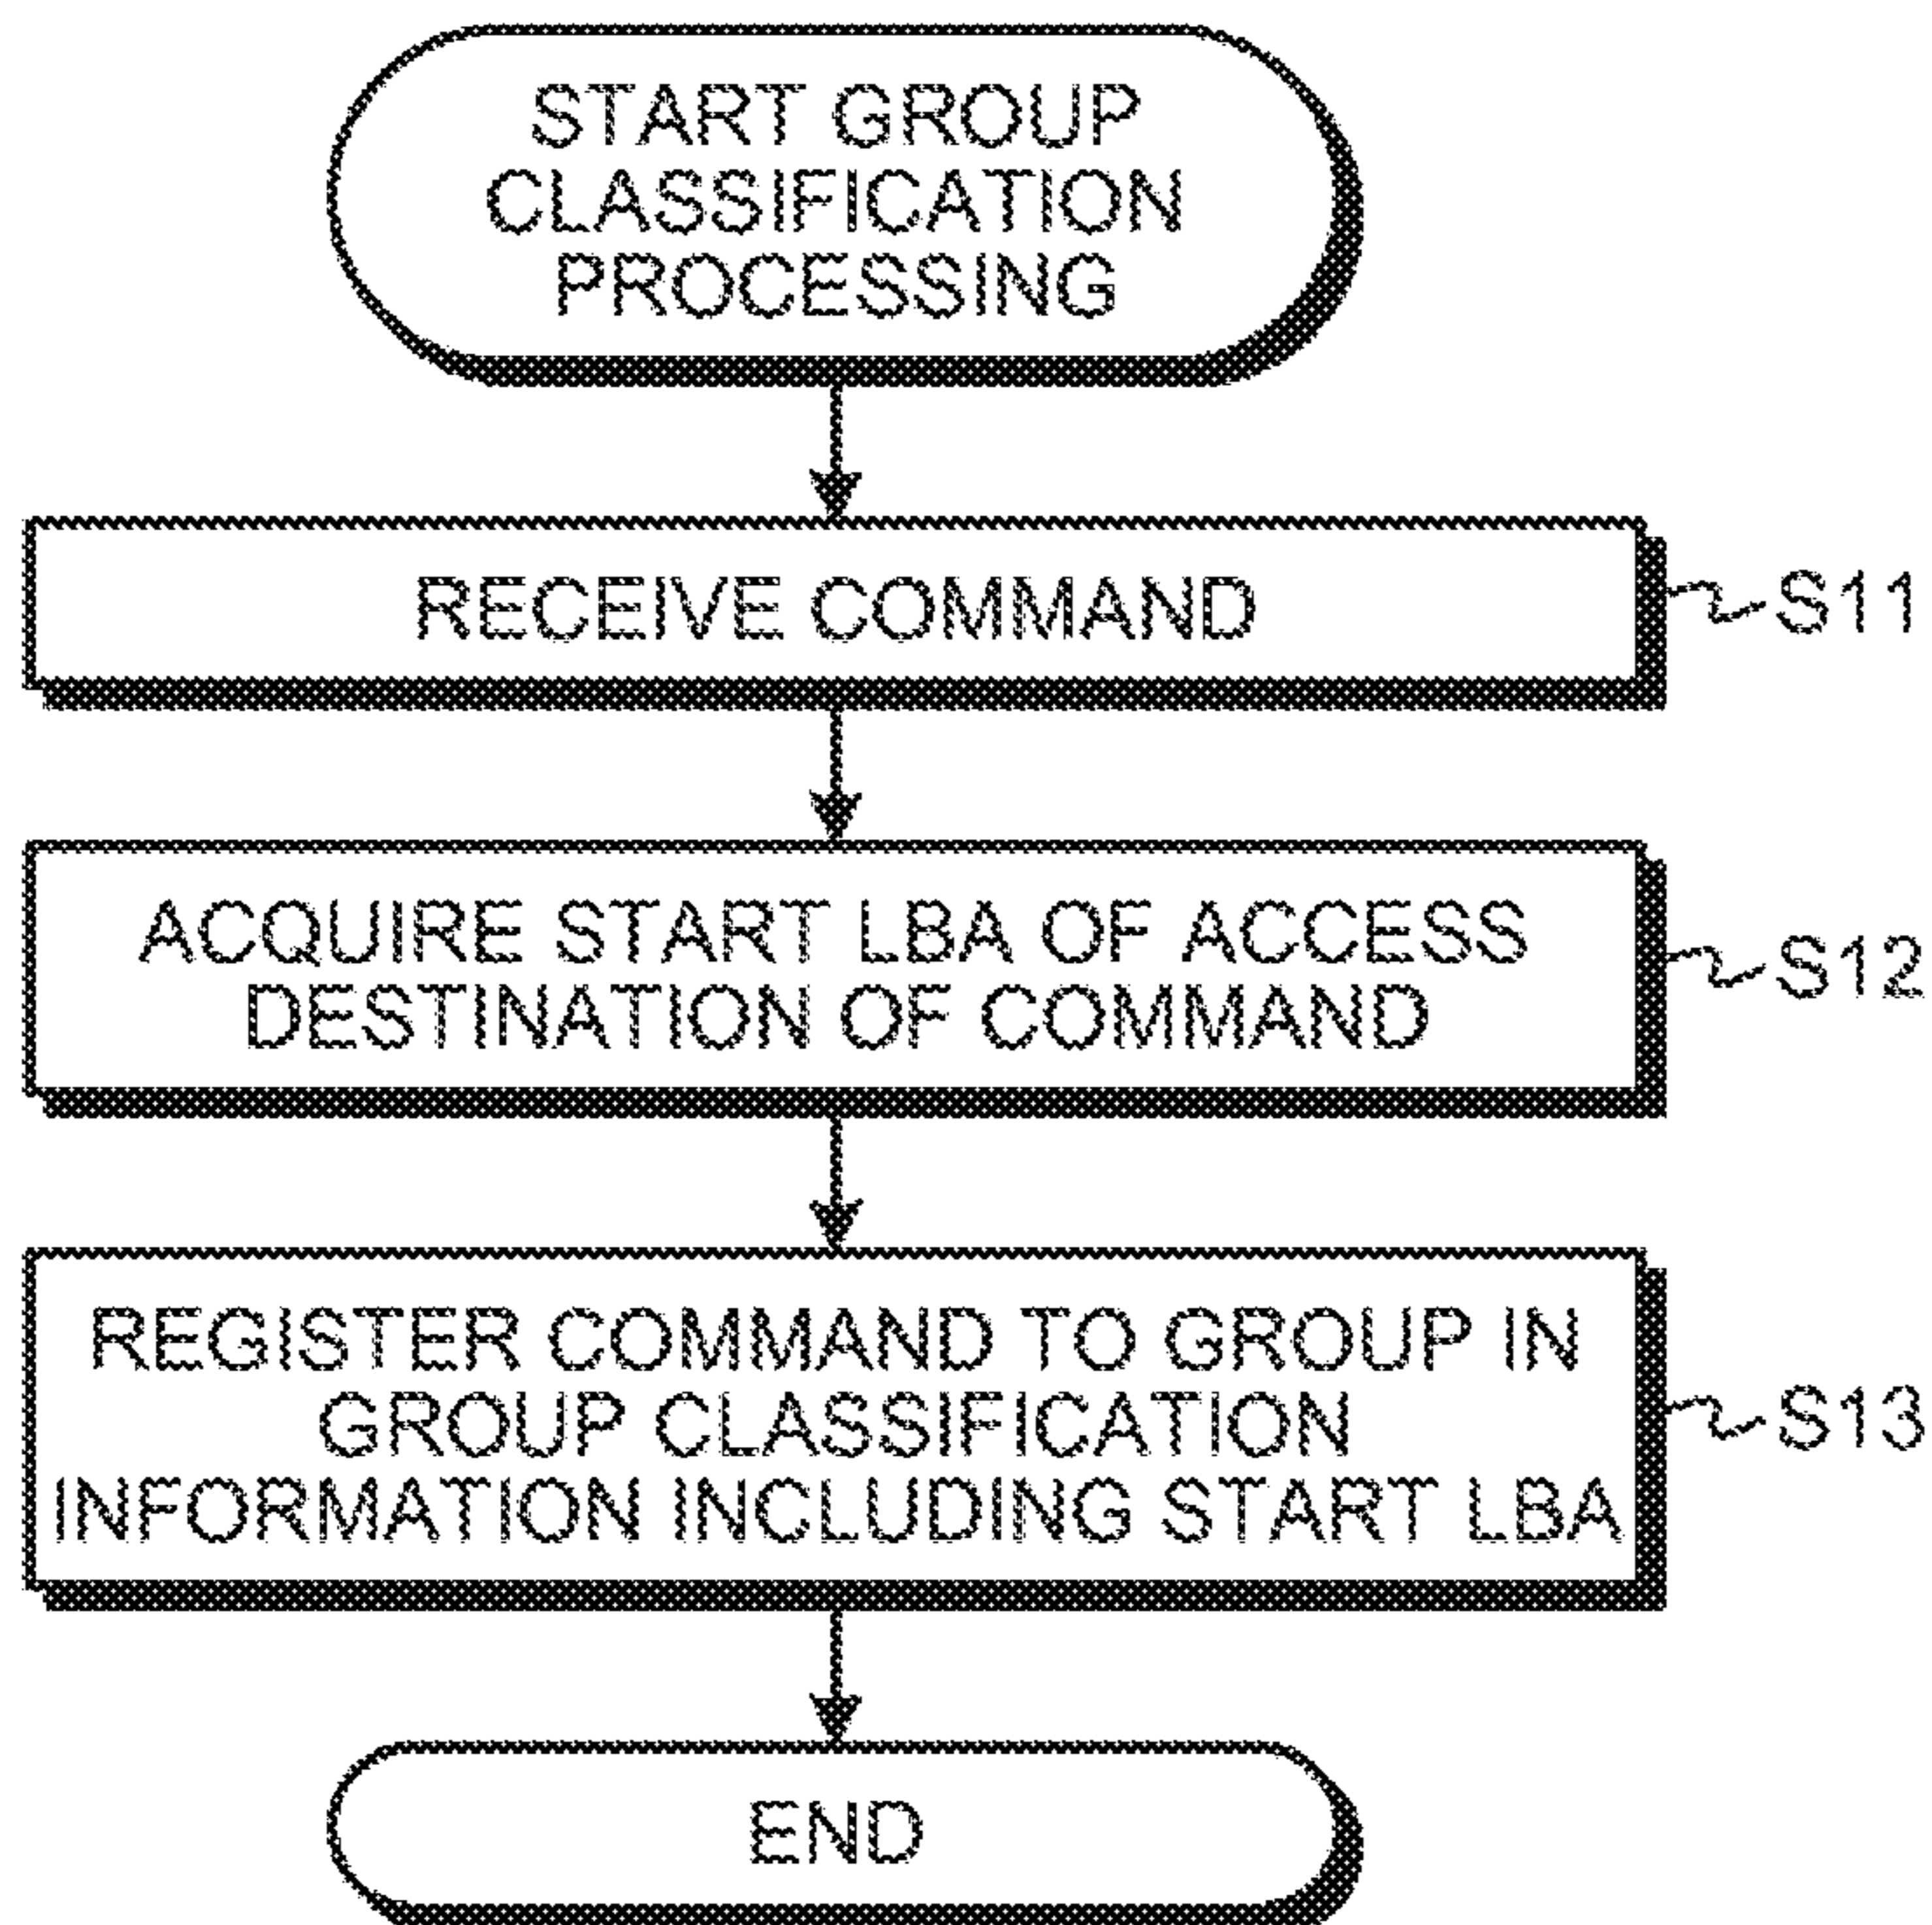 START GROUP
CLASSIFICATION
PROCESSING
RECEIVE COMMAND
S11
ACQUIRE START LBA OF ACCESS
DESTINATION OF COMMAND
S12
REGISTER COMMAND TO GROUP IN
GROUP CLASSIFICATION
INFORMATION INCLUDING START LBA
S13
END